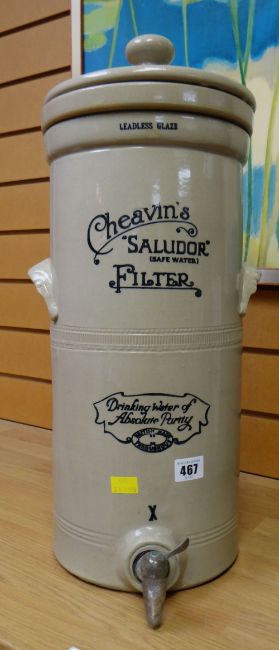 LEADLESS GLAZE
Cheavin's
"SALUDOR"
(SAFE WATER)
FILTER
Drinking Water of
Absolute Purity
467
X